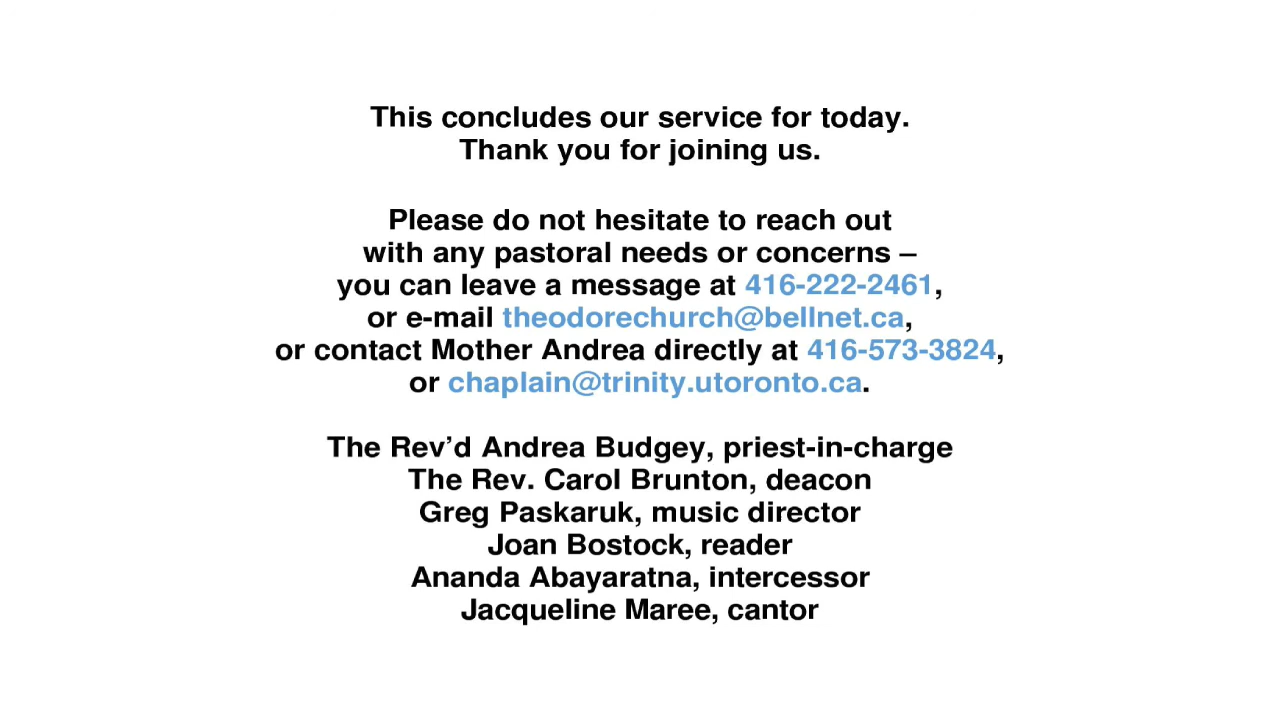 This concludes our service for today.
Thank you for joining us.
Please do not hesitate to reach out
with any pastoral needs or concerns –
you can leave a message at 416-222-2461,
or e-mail theodorechurch@bellnet.ca,
or contact Mother Andrea directly at 416-573-3824,
or chaplain@trinity.utoronto.ca.
The Rev’d Andrea Budgey, priest-in-charge
The Rev. Carol Brunton, deacon
Greg Paskaruk, music director
Joan Bostock, reader
Ananda Abayaratna, intercessor
Jacqueline Maree, cantor